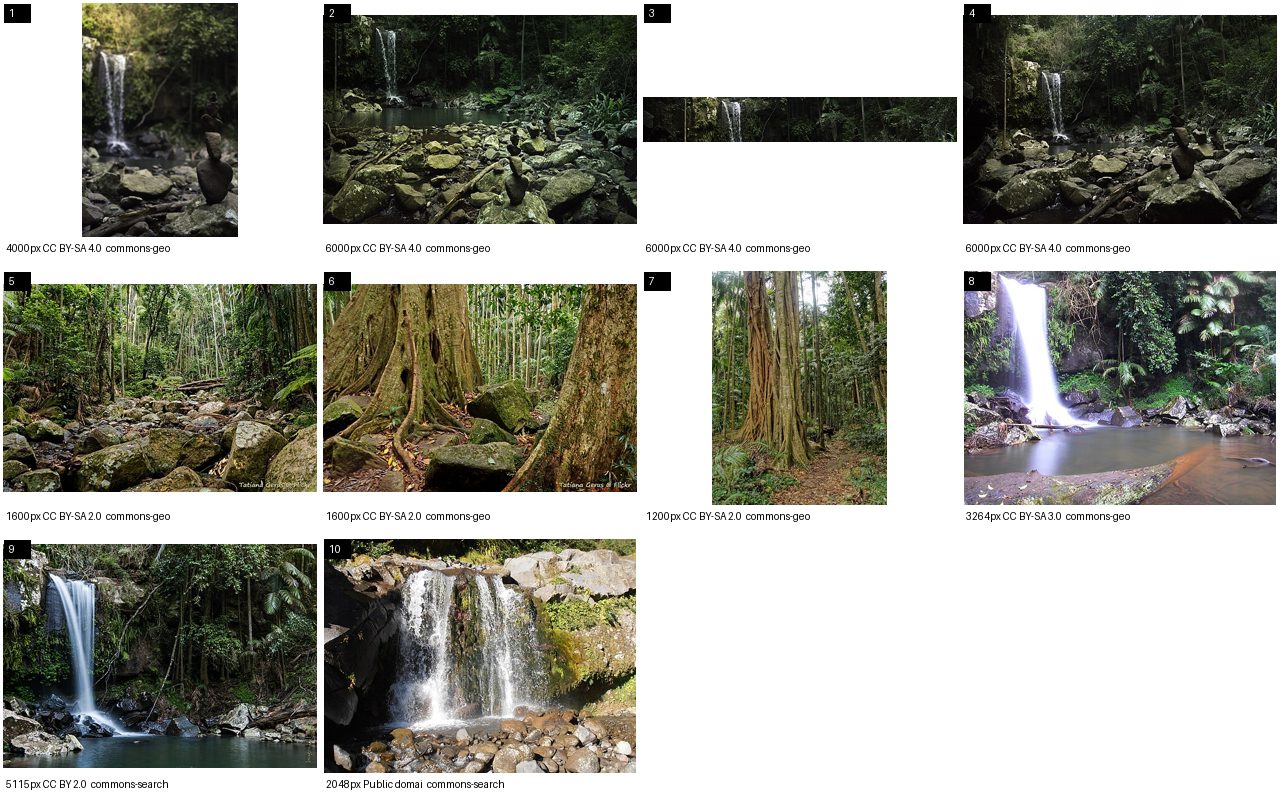 1
2
3
4
4000px CC BY-SA 4.0 commons-geo
6000px CC BY-SA 4.0 commons-geo
6000px CC BY-SA 4.0 commons-geo
6000px CC BY-SA 4.0 commons-geo
5
6
7
8
Tatiana Gerus @ Flickr
Tatiana Gerus @ Flickr
1600px CC BY-SA 2.0 commons-geo
1600px CC BY-SA 2.0 commons-geo
1200px CC BY-SA 2.0 commons-geo
3264px CC BY-SA 3.0 commons-geo
9
10
5115px CC BY 2.0 commons-search
2048px Public domai commons-search